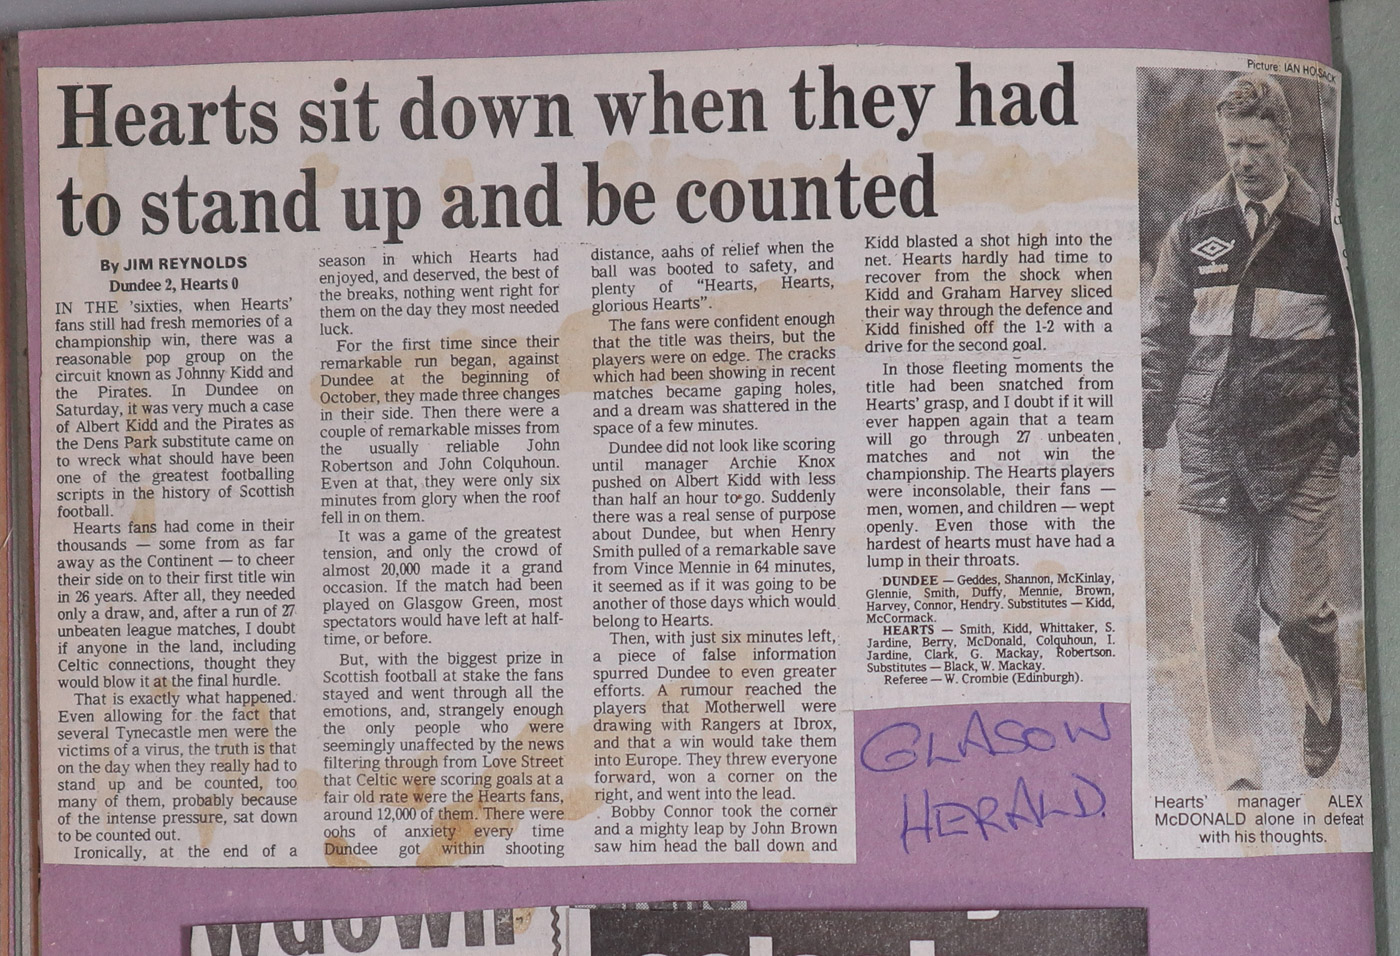 Hearts sit down when they had
to stand up and be counted
By JIM REYNOLDS
Dundee 2, Hearts 0
IN THE 'sixties, when Hearts'
fans still had fresh memories of a
championship win, there was a
reasonable pop group on the
circuit known as Johnny Kidd and
the Pirates. In Dundee on
Saturday, it was very much a case
of Albert Kidd and the Pirates as
the Dens Park substitute came on
to wreck what should have been
one of the greatest footballing
scripts in the history of Scottish
football.
Hearts fans had come in their
thousands — some from as far
away as the Continent — to cheer
their side on to their first title win
in 26 years. After all, they needed
only a draw, and, after a run of 27
unbeaten league matches, I doubt
if anyone in the land, including
Celtic connections, thought they
would blow it at the final hurdle.
That is exactly what happened.
Even allowing for the fact that
several Tynecastle men were the
victims of a virus, the truth is that
on the day when they really had to
stand up and be counted, too
many of them, probably because
of the intense pressure, sat down
to be counted out.
Ironically, at the end of a
season in which Hearts had
enjoyed, and deserved, the best of
the breaks, nothing went right for
them on the day they most needed
luck.
For the first time since their
remarkable run began, against
Dundee at the beginning of
October, they made three changes
in their side. Then there were a
couple of remarkable misses from
the usually reliable John
Robertson and John Colquhoun.
Even at that, they were only six
minutes from glory when the roof
fell in on them.
It was a game of the greatest
tension, and only the crowd of
almost 20,000 made it a grand
occasion. If the match had been
played on Glasgow Green, most
spectators would have left at half-
time, or before.
But, with the biggest prize in
Scottish football at stake the fans
stayed and went through all the
emotions, and, strangely enough
the only people who were
seemingly unaffected by the news
filtering through from Love Street
that Celtic were scoring goals at a
fair old rate were the Hearts fans,
around 12,000 of them. There were
oohs of anxiety every time
Dundee got within shooting
distance, aahs of relief when the
ball was booted to safety, and
plenty of "Hearts, Hearts,
glorious Hearts".
The fans were confident enough
that the title was theirs, but the
players were on edge. The cracks
which had been showing in recent
matches became gaping holes,
and a dream was shattered in the
space of a few minutes.
Dundee did not look like scoring
until manager Archie Knox
pushed on Albert Kidd with less
than half an hour to go. Suddenly
there was a real sense of purpose
about Dundee, but when Henry
Smith pulled of a remarkable save
from Vince Mennie in 64 minutes,
it seemed as if it was going to be
another of those days which would
belong to Hearts.
Then, with just six minutes left,
a piece of false information
spurred Dundee to even greater
efforts. A rumour reached the
players that Motherwell were
drawing with Rangers at Ibrox,
and that a win would take them
into Europe. They threw everyone
forward, won a corner on the
right, and went into the lead.
Bobby Connor took the corner
and a mighty leap by John Brown
saw him head the ball down and
Kidd blasted a shot high into the
net. Hearts hardly had time to
recover from the shock when
Kidd and Graham Harvey sliced
their way through the defence and
Kidd finished off the 1-2 with a
drive for the second goal.
In those fleeting moments the
title had been snatched from
Hearts' grasp, and I doubt if it will
ever happen again that a team
will go through 27 unbeaten
matches and not win the
championship. The Hearts players
were inconsolable, their fans —
men, women, and children — wept
openly. Even those with the
hardest of hearts must have had a
lump in their throats.
DUNDEE — Geddes, Shannon, McKinlay,
Glennie, Smith, Duffy, Mennie, Brown,
Harvey, Connor, Hendry. Substitutes — Kidd,
McCormack.
HEARTS — Smith, Kidd, Whittaker, S.
Jardine, Berry, McDonald, Colquhoun, I.
Jardine, Clark, G. Mackay, Robertson.
Substitutes — Black, W. Mackay.
Referee — W. Crombie (Edinburgh).
GLASOW
HERALD.
Picture: IAN
Hearts' manager ALEX
McDONALD alone in defeat
with his thoughts.